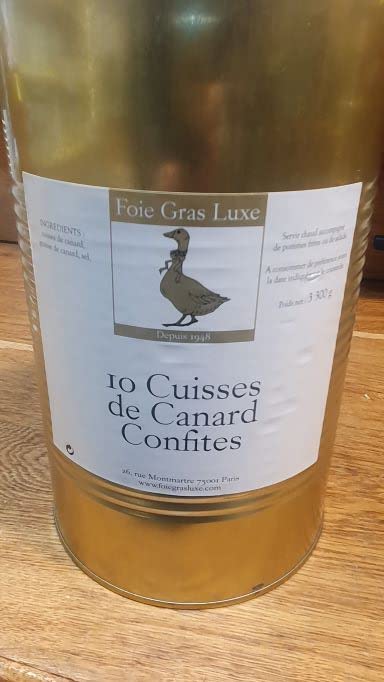 Foie Gras Luxe
Depuis 1948
INGREDIENTS :
cuisses de canard,
graisse de canard, sel.
Servir chaud accompagné
de pommes frites ou de salade
A consommer de préférence avant
la date indiquée le couvercle
Poids net : 3 300 g
10 Cuisses
de Canard
Confites
26, rue Montmartre 75001 Paris
www.foiegrasluxe.com